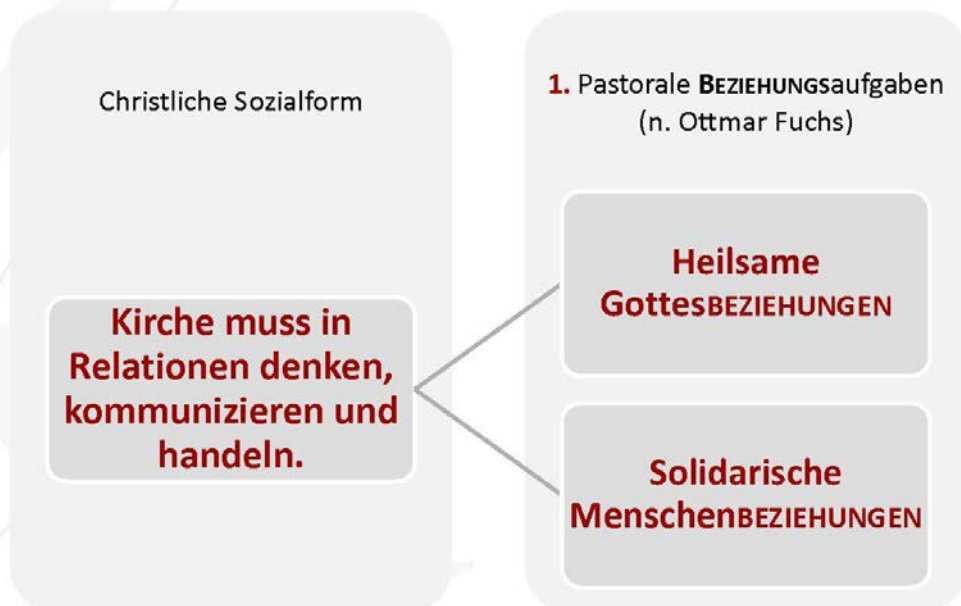 Christliche Sozialform
Kirche muss in
Relationen denken,
kommunizieren und
handeln.
1. Pastorale BEZIEHUNGSaufgaben
(n. Ottmar Fuchs)
Heilsame
GottesBEZIEHUNGEN
Solidarische
MenschenBEZIEHUNGEN